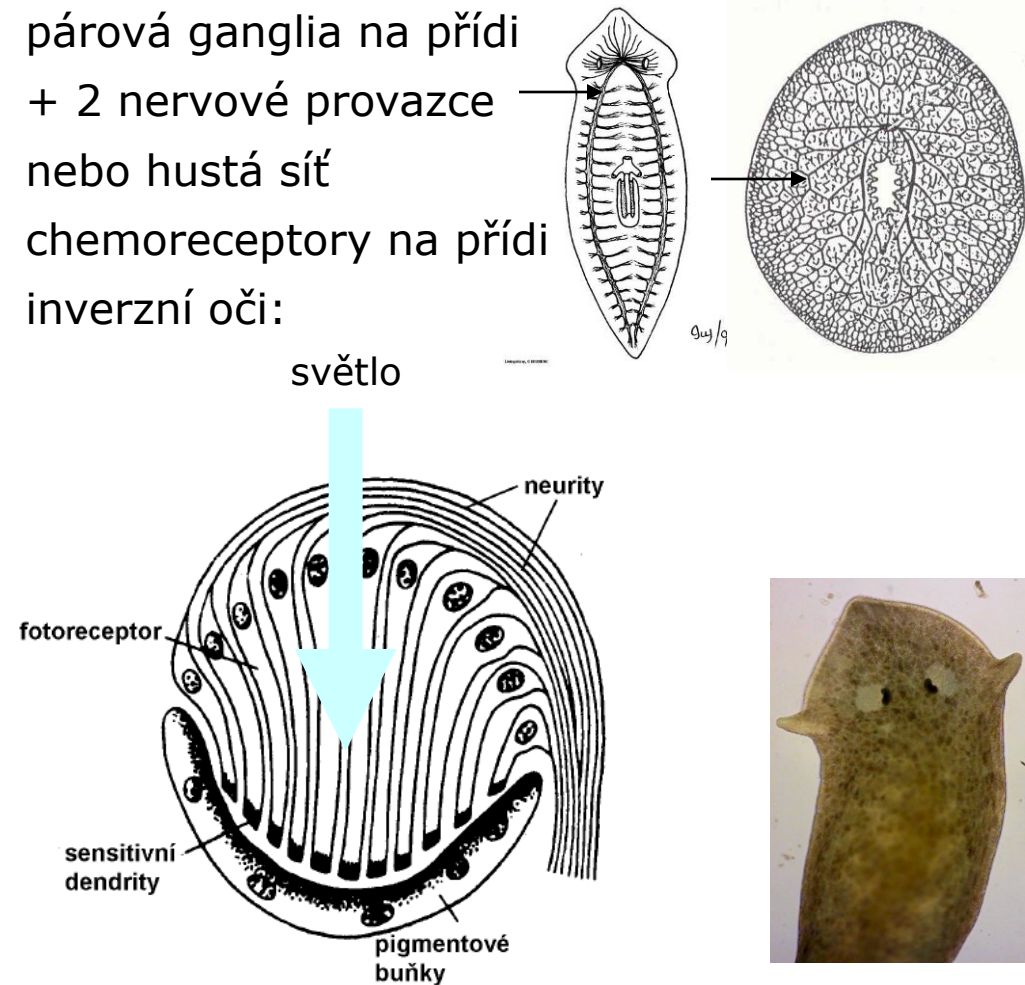 párová ganglia na přídi
+ 2 nervové provazce
nebo hustá síť
chemoreceptory na přídi
inverzní oči:
světlo
neurity
fotoreceptor
sensitivní
dendrity
pigmentové
buňky